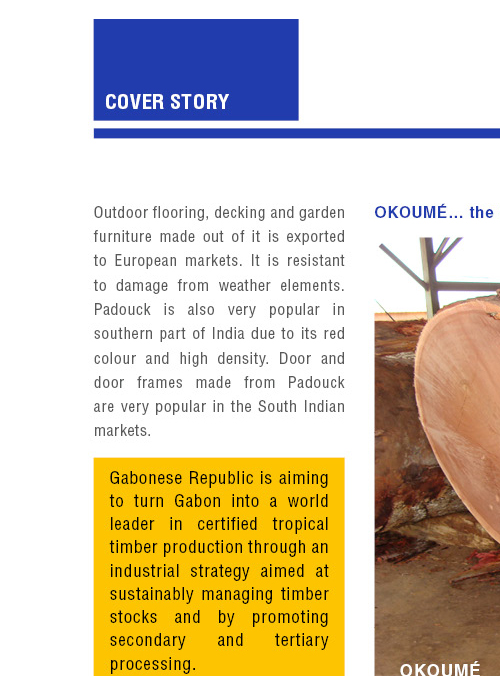 COVER STORY
Outdoor flooring, decking and garden
furniture made out of it is exported
to European markets. It is resistant
to damage from weather elements.
Padouck is also very popular in
southern part of India due to its red
colour and high density. Door and
door frames made from Padouck
are very popular in the South Indian
markets.
Gabonese Republic is aiming
to turn Gabon into a world
leader in certified tropical
timber production through an
industrial strategy aimed at
sustainably managing timber
stocks and by promoting
secondary and tertiary
processing.
OKOUMÉ... the
OKOUMÉ